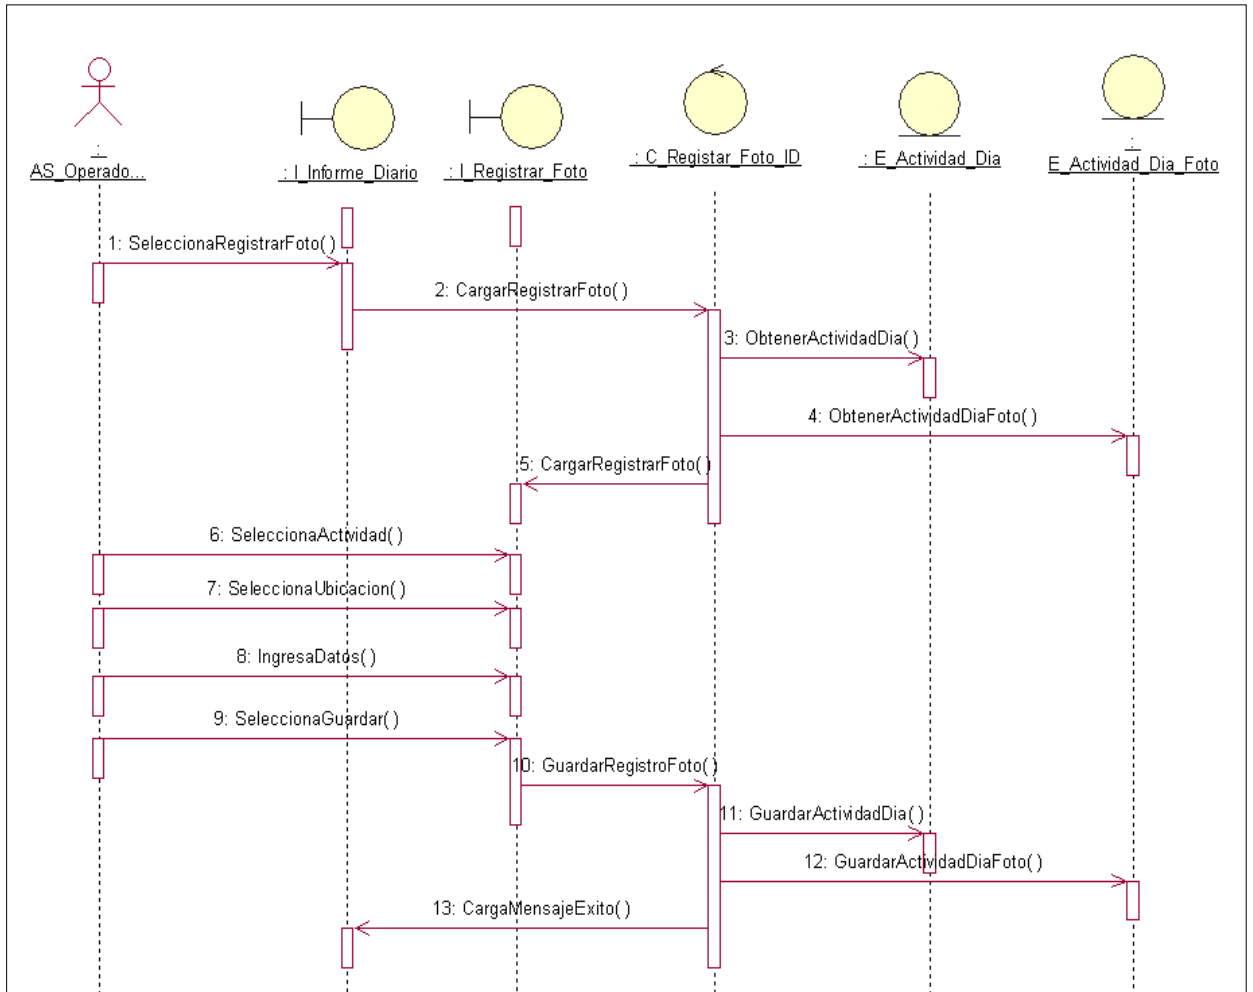 :
AS_Operado...
: I_Informe_Diario
: I_Registrar_Foto
: C_Registar_Foto_ID
: E_Actividad_Dia
:
E_Actividad_Dia_Foto
1: SeleccionaRegistrarFoto( )
2: CargarRegistrarFoto( )
3: ObtenerActividadDia( )
4: ObtenerActividadDiaFoto( )
5: CargarRegistrarFoto( )
6: SeleccionaActividad( )
7: SeleccionaUbicacion( )
8: IngresaDatos( )
9: SeleccionaGuardar( )
10: GuardarRegistroFoto( )
11: GuardarActividadDia( )
12: GuardarActividadDiaFoto( )
13: CargaMensajeExito( )